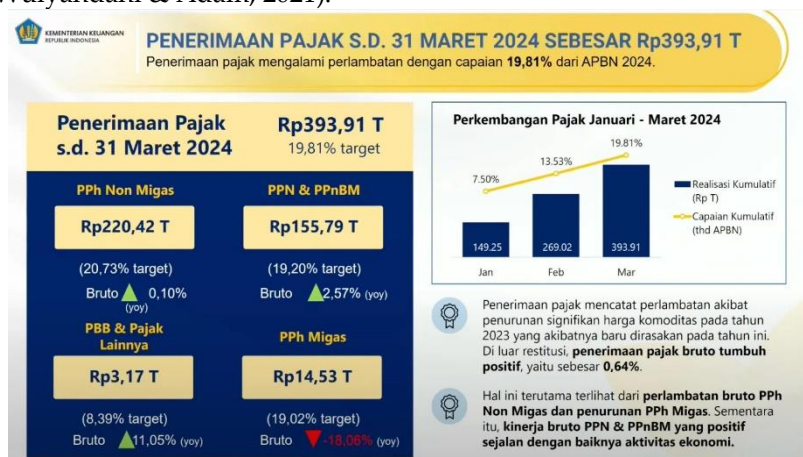 KEMENTERIAN KEUANGAN
REPUBLIK INDONESIA
PENERIMAAN PAJAK S.D. 31 MARET 2024 SEBESAR Rp393,91 T
Penerimaan pajak mengalami perlambatan dengan capaian 19,81% dari APBN 2024.
Penerimaan Pajak
s.d. 31 Maret 2024
Rp393,91 T
19,81% target
PPh Non Migas
Rp220,42 T
(20,73% target)
Bruto 0,10%
(yoy)
PPN & PPnBM
Rp155,79 T
(19,20% target)
Bruto 2,57% (yoy)
PBB & Pajak
Lainnya
Rp3,17 T
(8,39% target)
Bruto 11,05% (yoy)
PPh Migas
Rp14,53 T
(19,02% target)
Bruto -18,06% (yoy)
Perkembangan Pajak Januari - Maret 2024
7.50%
13.53%
19.81%
149.25
269.02
393.91
Jan
Feb
Mar
Realisasi Kumulatif
(Rp T)
Capaian Kumulatif
(thd APBN)
Penerimaan pajak mencatat perlambatan akibat
penurunan signifikan harga komoditas pada tahun
2023 yang akibatnya baru dirasakan pada tahun ini.
Di luar restitusi, penerimaan pajak bruto tumbuh
positif, yaitu sebesar 0,64%.
Hal ini terutama terlihat dari perlambatan bruto PPh
Non Migas dan penurunan PPh Migas. Sementara
itu, kinerja bruto PPN & PPnBM yang positif
sejalan dengan baiknya aktivitas ekonomi.